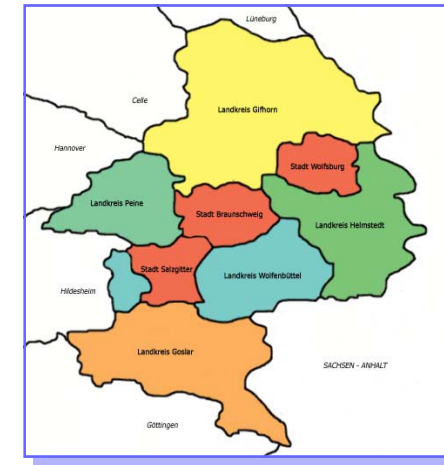 Lüneburg
Celle
Landkreis Gifhorn
Hannover
Stadt Wolfsburg
Landkreis Peine
Stadt Braunschweig
Landkreis Helmstedt
Stadt Salzgitter
Landkreis Wolfenbüttel
Hildesheim
Landkreis Goslar
SACHSEN - ANHALT
Göttingen